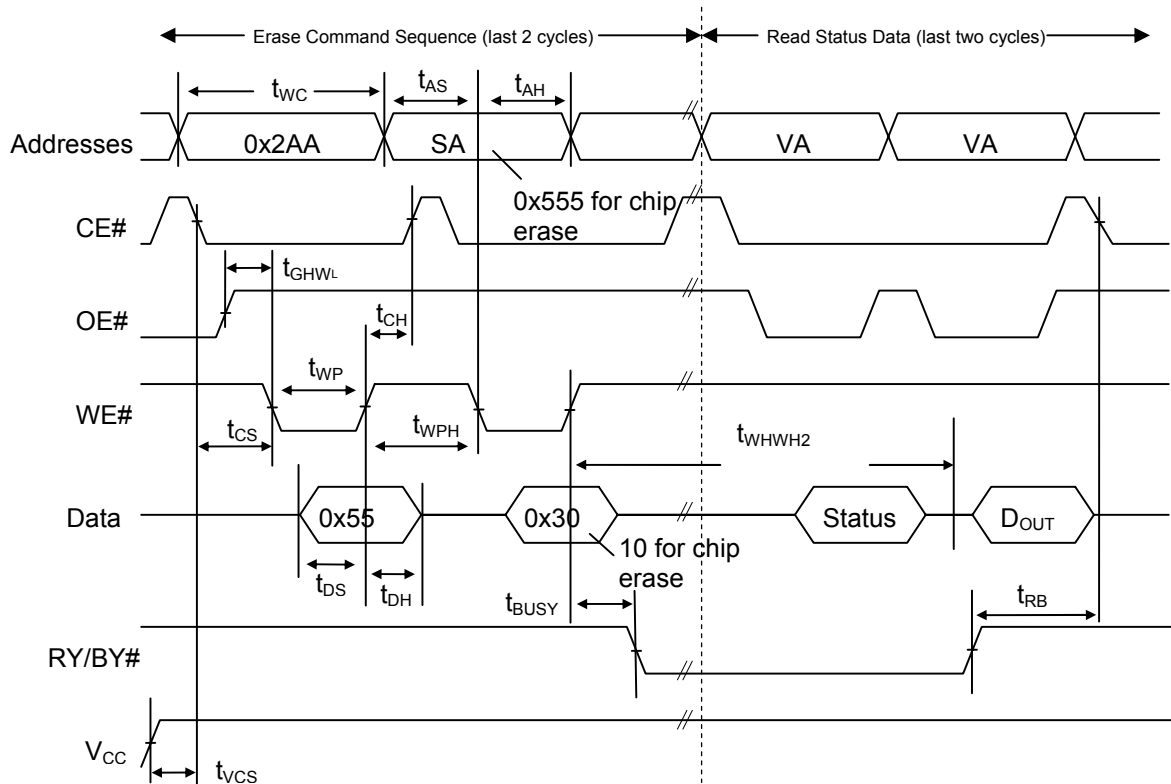 Erase Command Sequence (last 2 cycles)
Read Status Data (last two cycles)
tWC
tAS
tAH
Addresses
0x2AA
SA
VA
VA
0x555 for chip
erase
CE#
tGHWL
OE#
tCH
tWP
WE#
tCS
tWPH
tWHWH2
Data
0x55
0x30
Status
DOUT
10 for chip
erase
tDS
tDH
tBUSY
tRB
RY/BY#
VCC
tVCS